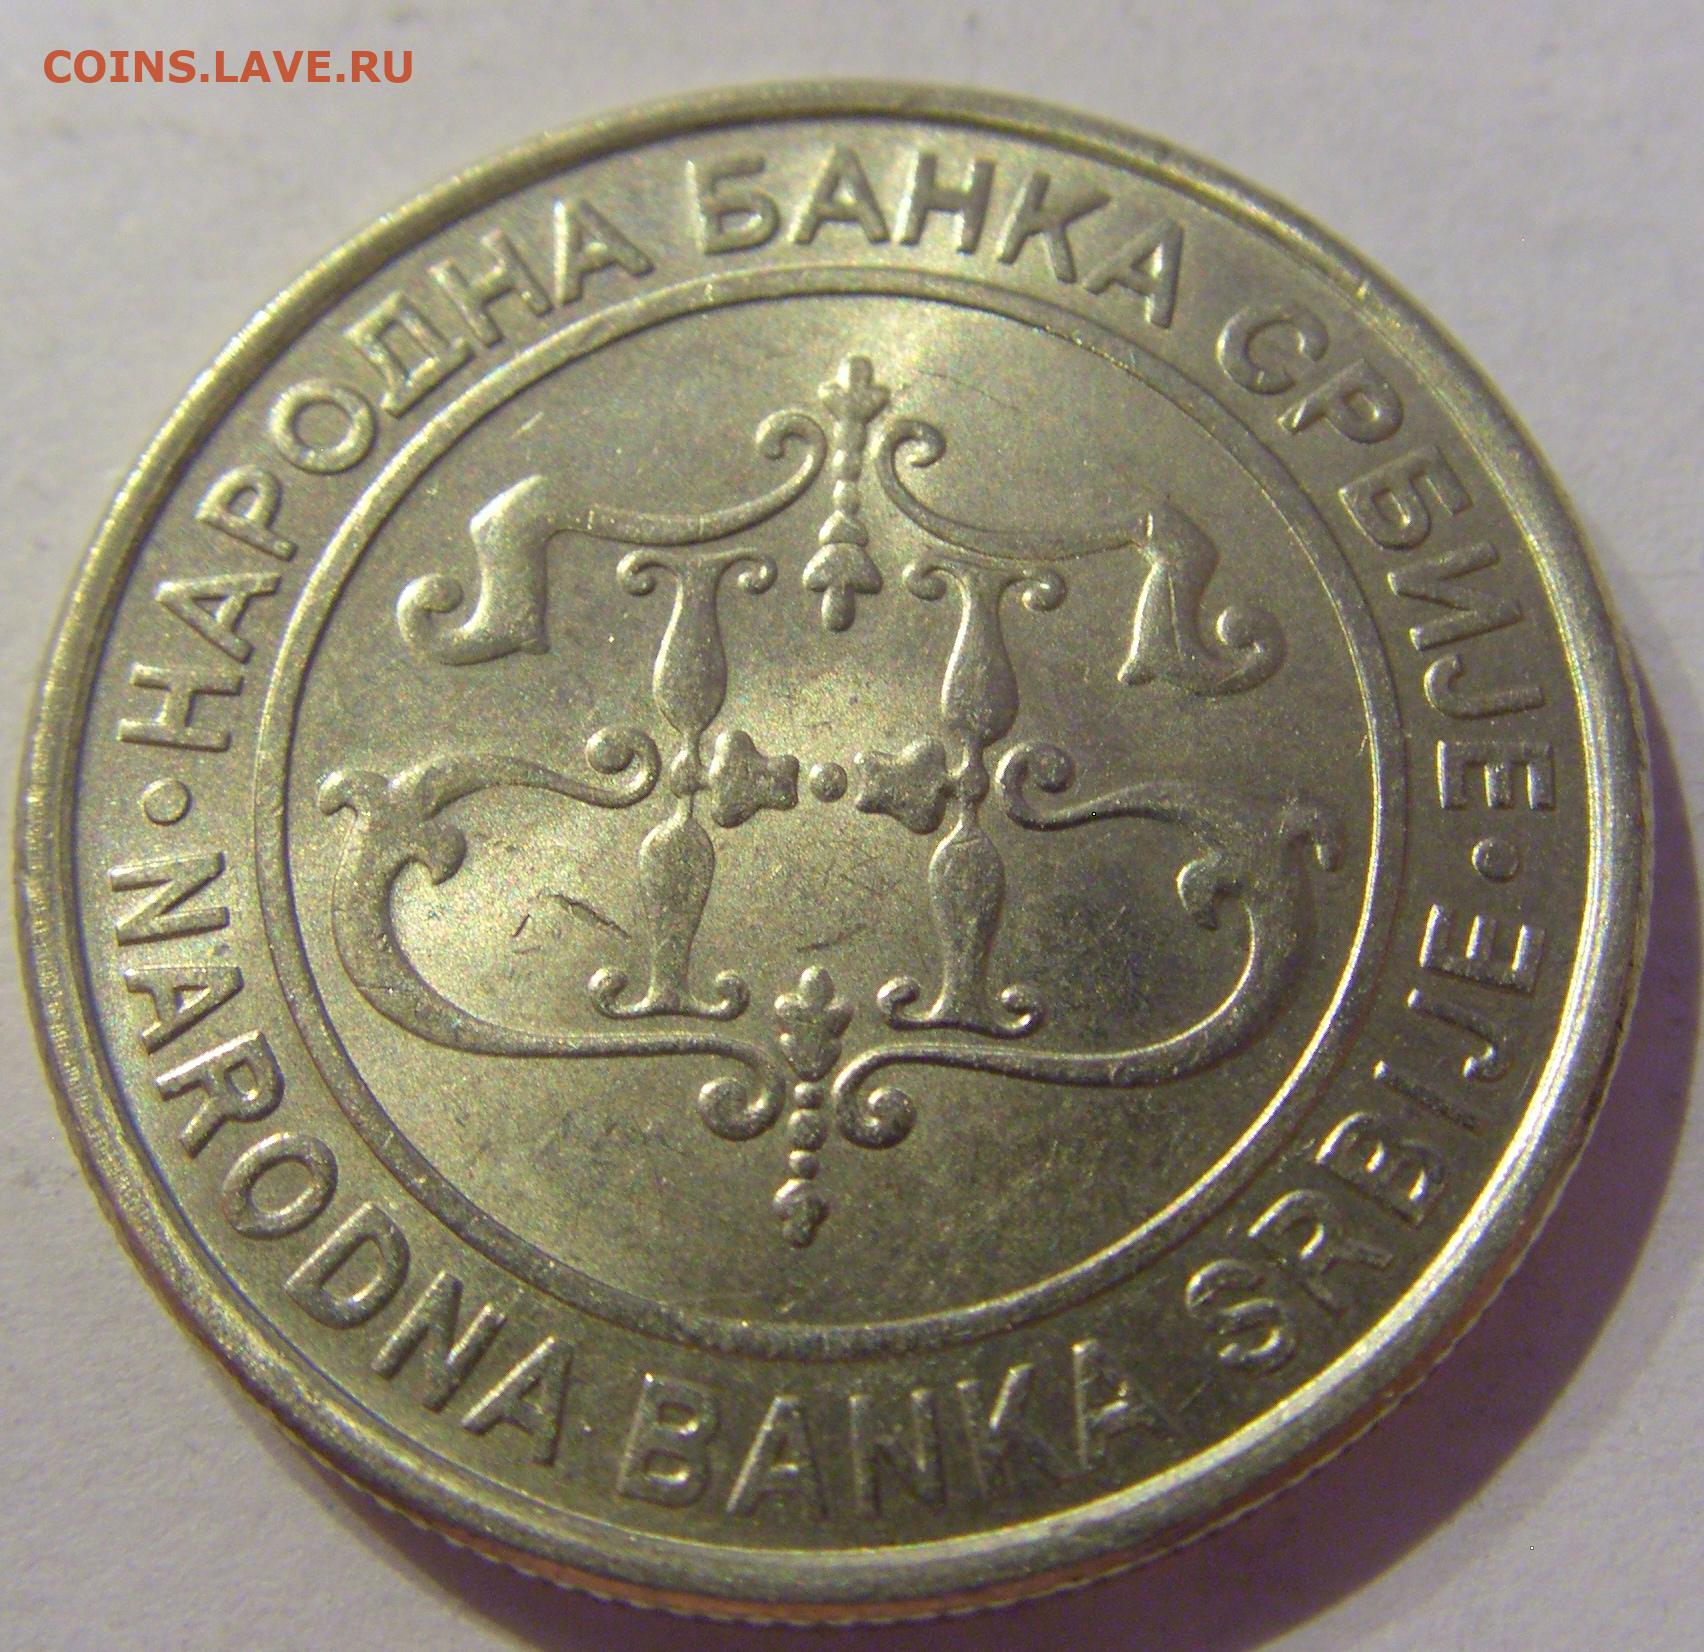 COINS.LAVE.RU
• НАРОДНА БАНКА СРБИЈЕ •
NARODNA BANKA SRBIJE